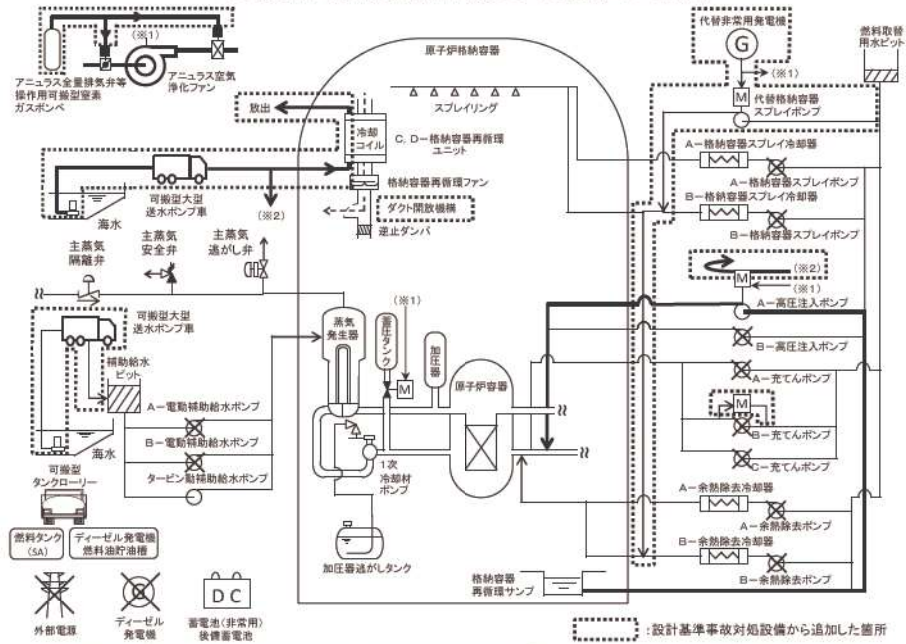 (※1)
アニュラス全量排気弁等
操作用可搬型窒素
ガスボンベ
アニュラス空気
浄化ファン
原子炉格納容器
スプレイリング
放出
冷却
コイル
C,D-格納容器再循環
ユニット
格納容器再循環ファン
ダクト開放機構
逆止ダンパ
可搬型大型
送水ポンプ車
海水
(※2)
代替非常用発電機
G
(※1)
M
代替格納容器
スプレイポンプ
燃料取替
用水ピット
A-格納容器スプレイ冷却器
A-格納容器スプレイポンプ
B-格納容器スプレイ冷却器
B-格納容器スプレイポンプ
主蒸気
隔離弁
主蒸気
安全弁
主蒸気
逃がし弁
可搬型大型
送水ポンプ車
補助給水
ピット
海水
A-電動補助給水ポンプ
B-電動補助給水ポンプ
タービン動補助給水ポンプ
蒸気
発生器
蓄圧タンク
(※1)
M
加圧器
原子炉容器
1次
冷却材
ポンプ
加圧器逃がしタンク
格納容器
再循環サンプ
(※2)
M
(※1)
A-高圧注入ポンプ
B-高圧注入ポンプ
A-充てんポンプ
M
B-充てんポンプ
C-充てんポンプ
A-余熱除去冷却器
A-余熱除去ポンプ
B-余熱除去冷却器
B-余熱除去ポンプ
可搬型
タンクローリー
燃料タンク
(SA)
ディーゼル発電機
燃料油貯油槽
外部電源
ディーゼル
発電機
DC
蓄電池(非常用)
後備蓄電池
:設計基準事故対処設備から追加した箇所